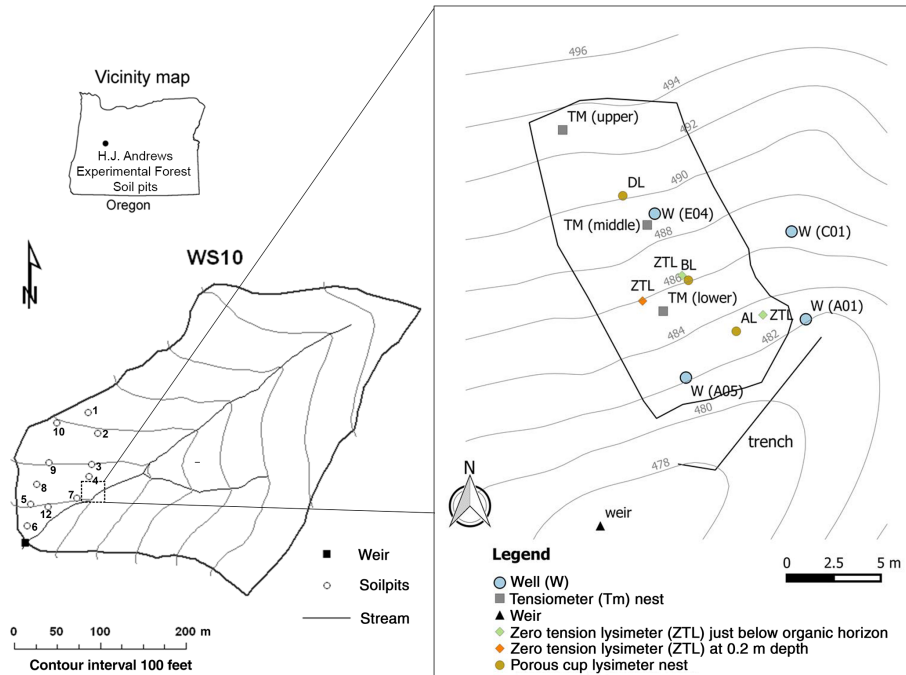 Vicinity map
H.J. Andrews
Experimental Forest
Soil pits
Oregon
N
WS10
1
10
2
9
3
4
8
7
5
12
6
Weir
Soilpits
Stream
0 50 100 200 m
Contour interval 100 feet
496
494
TM (upper)
492
490
DL
W (E04)
TM (middle)
488
W (C01)
ZTL BL
486
ZTL
TM (lower)
W (A01)
AL ZTL
484
482
W (A05)
480
trench
478
N
weir
Legend
0 2.5 5 m
Well (W)
Tensiometer (Tm) nest
Weir
Zero tension lysimeter (ZTL) just below organic horizon
Zero tension lysimeter (ZTL) at 0.2 m depth
Porous cup lysimeter nest